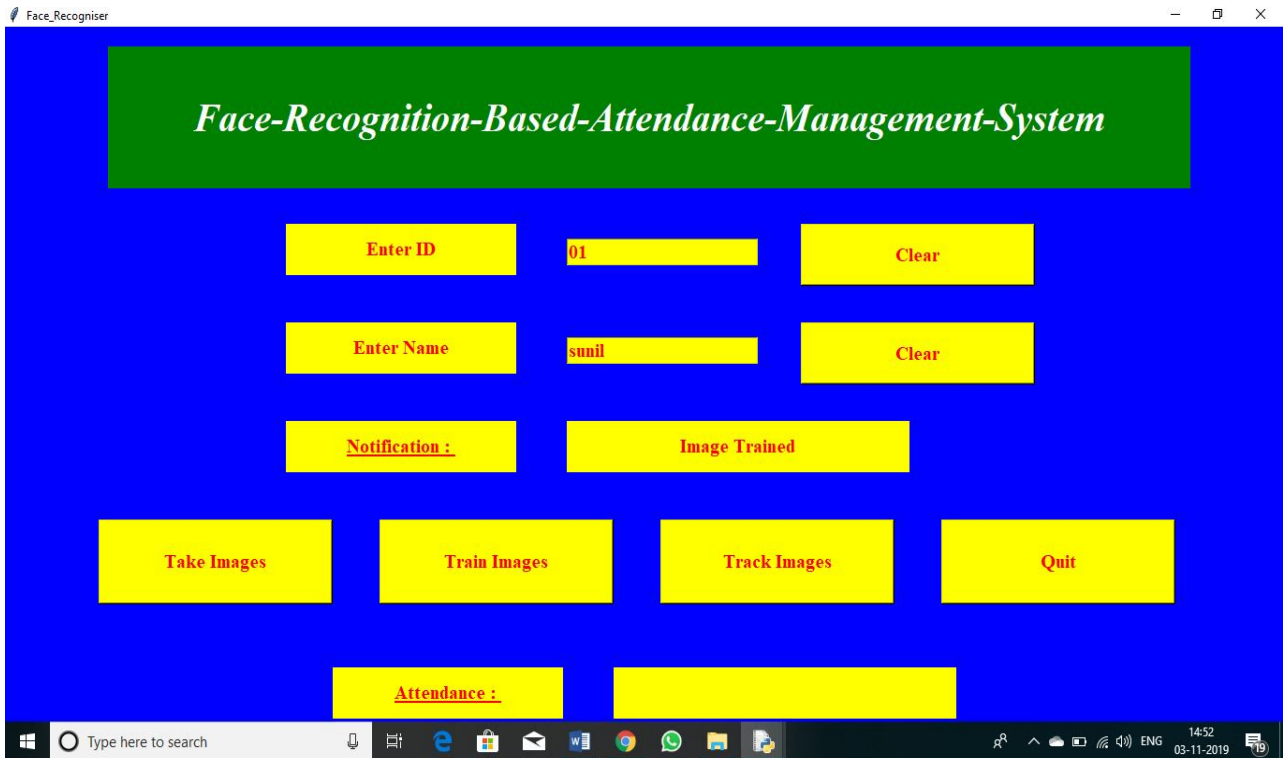 Face_Recogniser
Face-Recognition-Based-Attendance-Management-System
Enter ID
01
Clear
Enter Name
sunil
Clear
Notification :
Image Trained
Take Images
Train Images
Track Images
Quit
Attendance :
Type here to search
ENG
14:52
03-11-2019
19